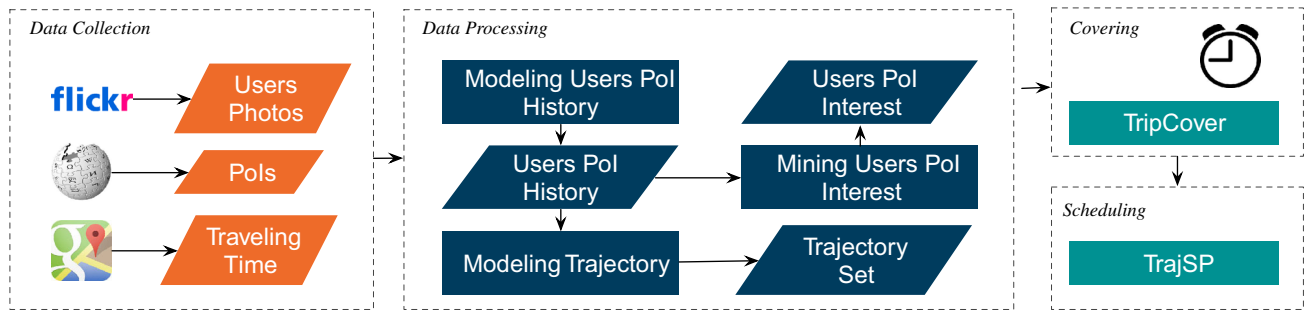 Data Collection
flickr
Users
Photos
PoIs
Traveling
Time
Data Processing
Modeling Users PoI
History
Users PoI
History
Modeling Trajectory
Users PoI
Interest
Mining Users PoI
Interest
Trajectory
Set
Covering
TripCover
Scheduling
TrajSP